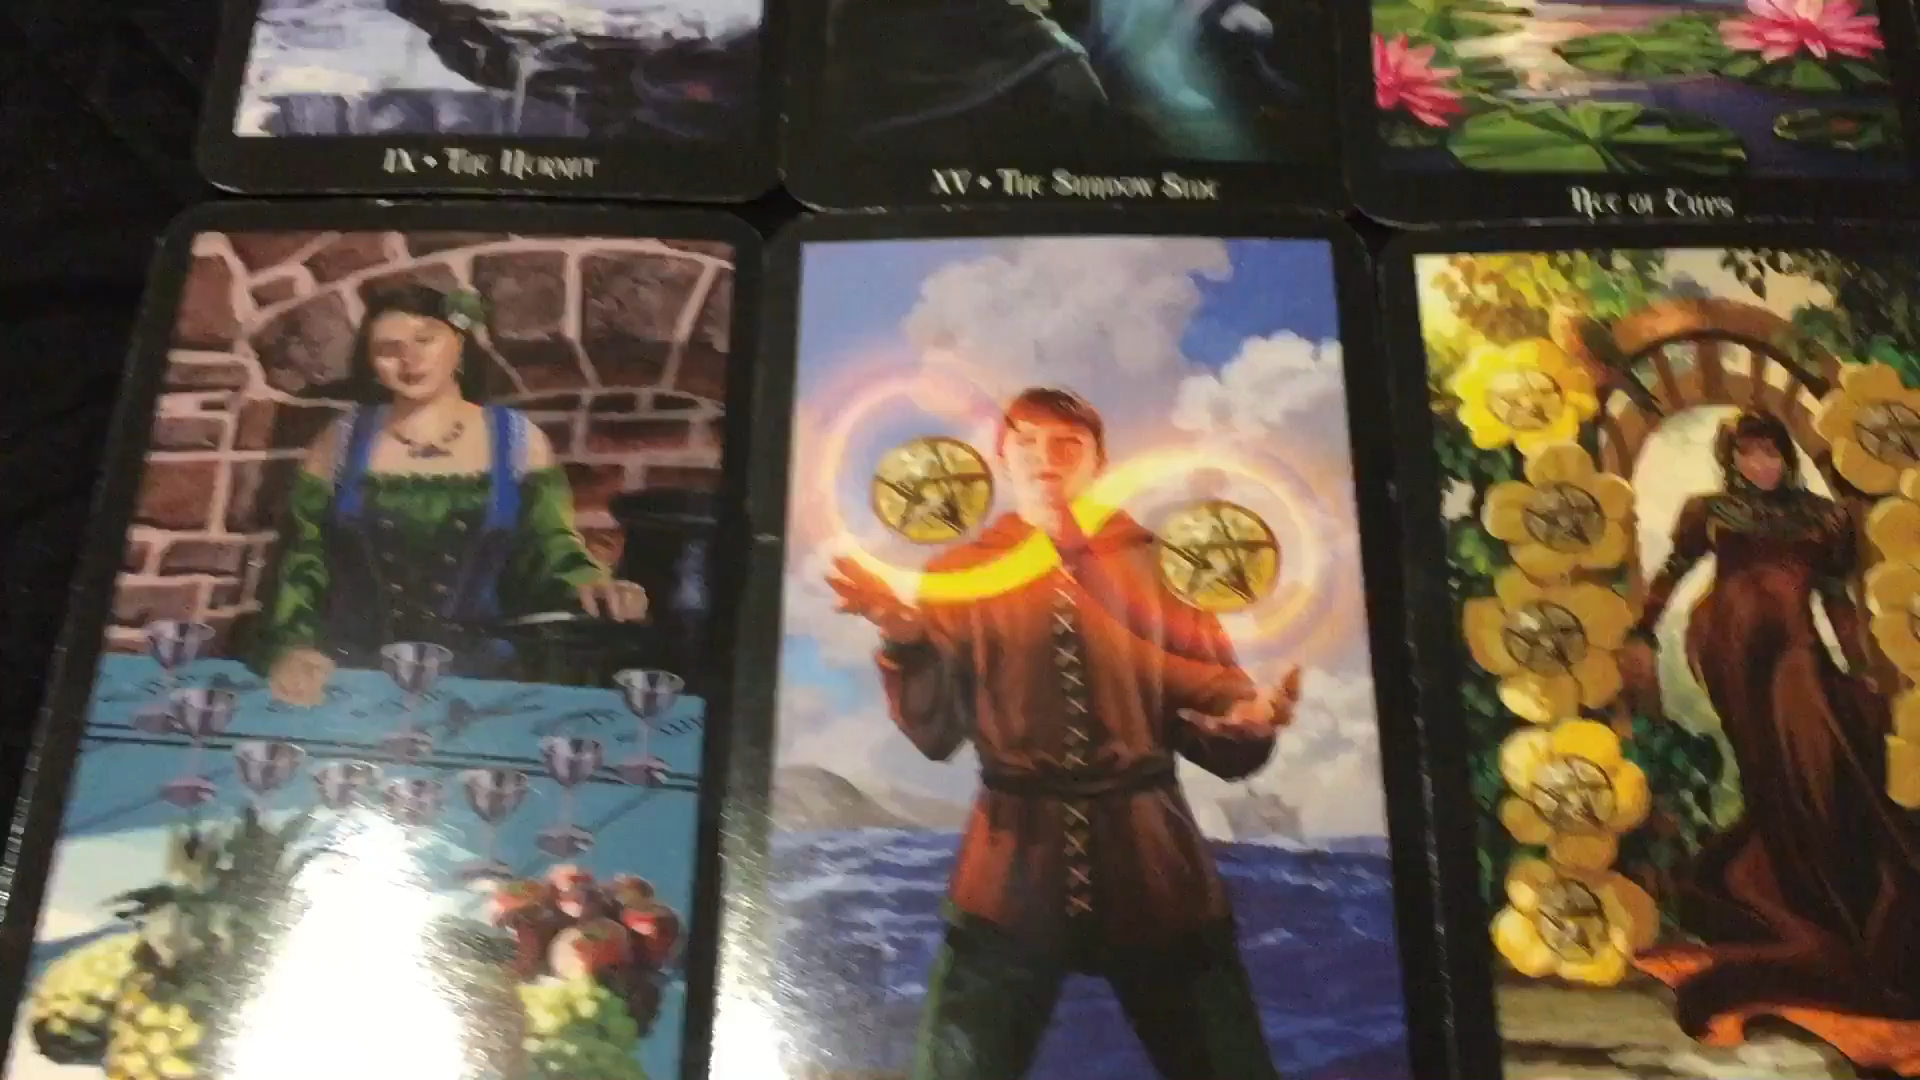 IX • The Hermit
XV • The Shadow Side
Ace of Cups